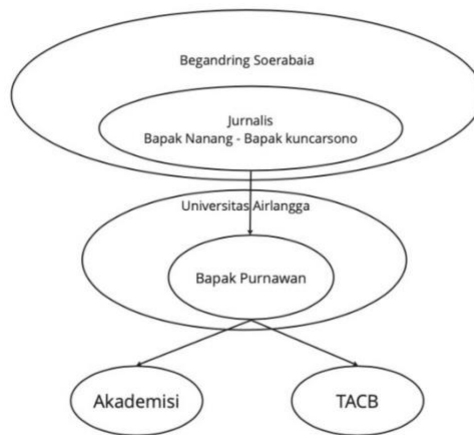 Begandring Soerabaia
Jurnalis
Bapak Nanang - Bapak kuncarsono
Universitas Airlangga
Bapak Purnawan
Akademisi
TACB